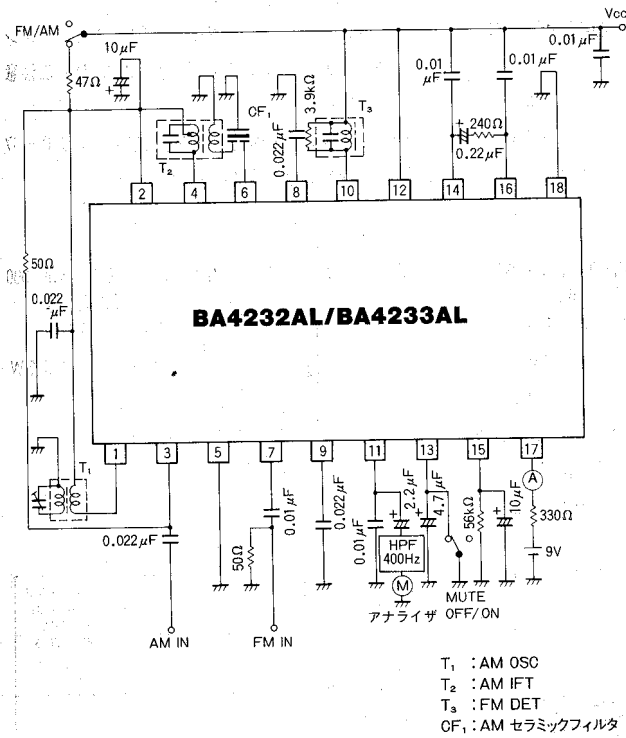 FM/AM
Vcc
10μF
47Ω
0.01
μF
0.01μF
0.01μF
CF₁
3.9kΩ
T₃
0.022μF
240Ω
0.22μF
T₂
2
4
6
8
10
12
14
16
18
50Ω
0.022
μF
BA4232AL/BA4233AL
1
3
5
7
9
11
13
15
17
T₁
0.022μF
0.01μF
50Ω
0.022μF
0.01μF
2.2μF
4.7μF
56kΩ
10μF
A
330Ω
9V
HPF
400Hz
M
アナライザ
MUTE
OFF/ON
AM IN
FM IN
T₁ : AM OSC
T₂ : AM IFT
T₃ : FM DET
CF₁ : AM セラミックフィルタ